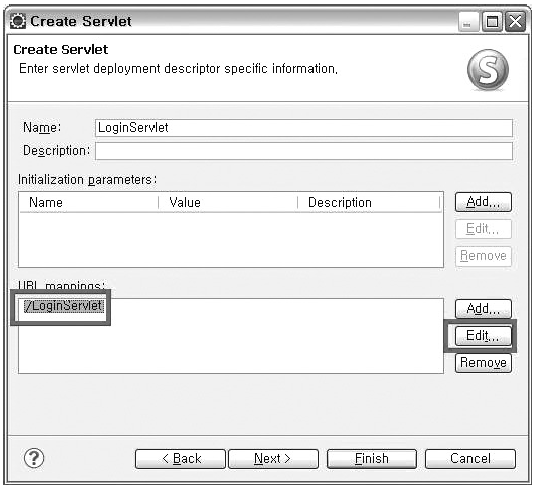 Create Servlet
Create Servlet
Enter servlet deployment descriptor specific information.
S
Name: LoginServlet
Description:
Initialization parameters:
Name Value Description
Add...
Edit...
Remove
URL mappings:
/LoginServlet
Add...
Edit...
Remove
? < Back Next > Finish Cancel